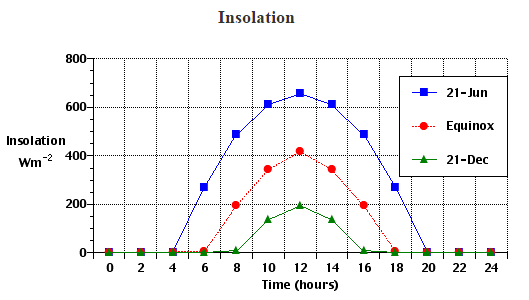 Insolation
800
600
400
200
0
Insolation
Wm⁻²
0 2 4 6 8 10 12 14 16 18 20 22 24
Time (hours)
21-Jun
Equinox
21-Dec